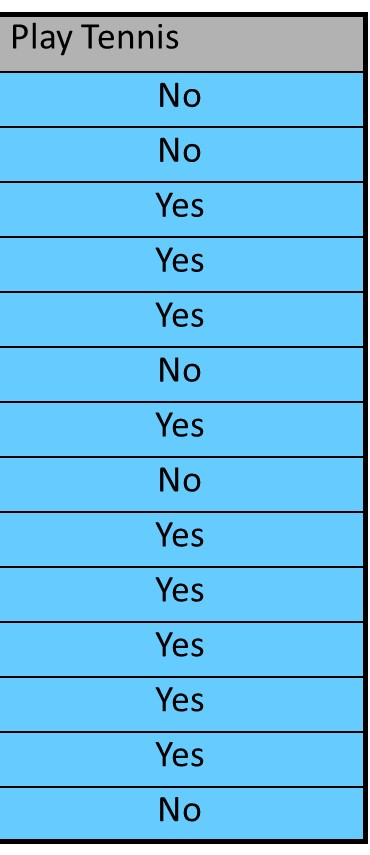 Play Tennis
No
No
Yes
Yes
Yes
No
Yes
No
Yes
Yes
Yes
Yes
Yes
No